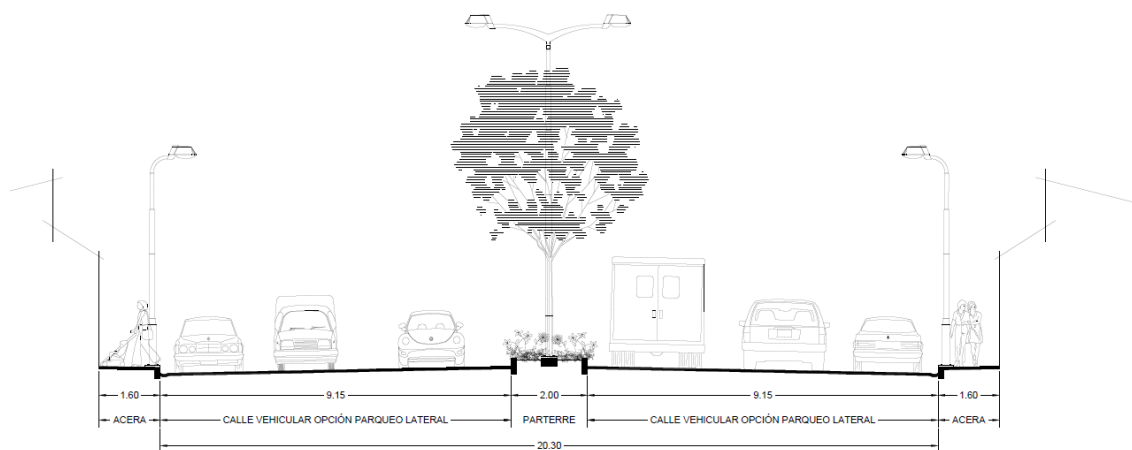 1.60 9.15 2.00 9.15 1.60
ACERA CALLE VEHICULAR OPCIÓN PARQUEO LATERAL PARTERRE CALLE VEHICULAR OPCIÓN PARQUEO LATERAL ACERA
20.30